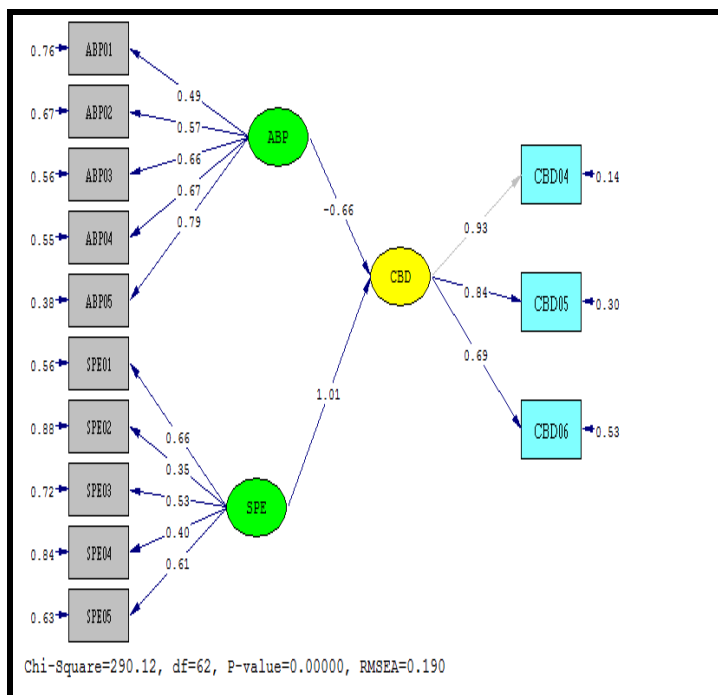 0.76 ABP01
0.67 ABP02
0.56 ABP03
0.55 ABP04
0.38 ABP05
0.56 SPE01
0.88 SPE02
0.72 SPE03
0.84 SPE04
0.63 SPE05
0.49
0.57
0.66
0.67
0.79
ABP
0.66
0.35
0.53
0.40
0.61
SPE
-0.66
1.01
CBD
0.93
0.84
0.69
CBD04 0.14
CBD05 0.30
CBD06 0.53
Chi-Square=290.12, df=62, P-value=0.00000, RMSEA=0.190